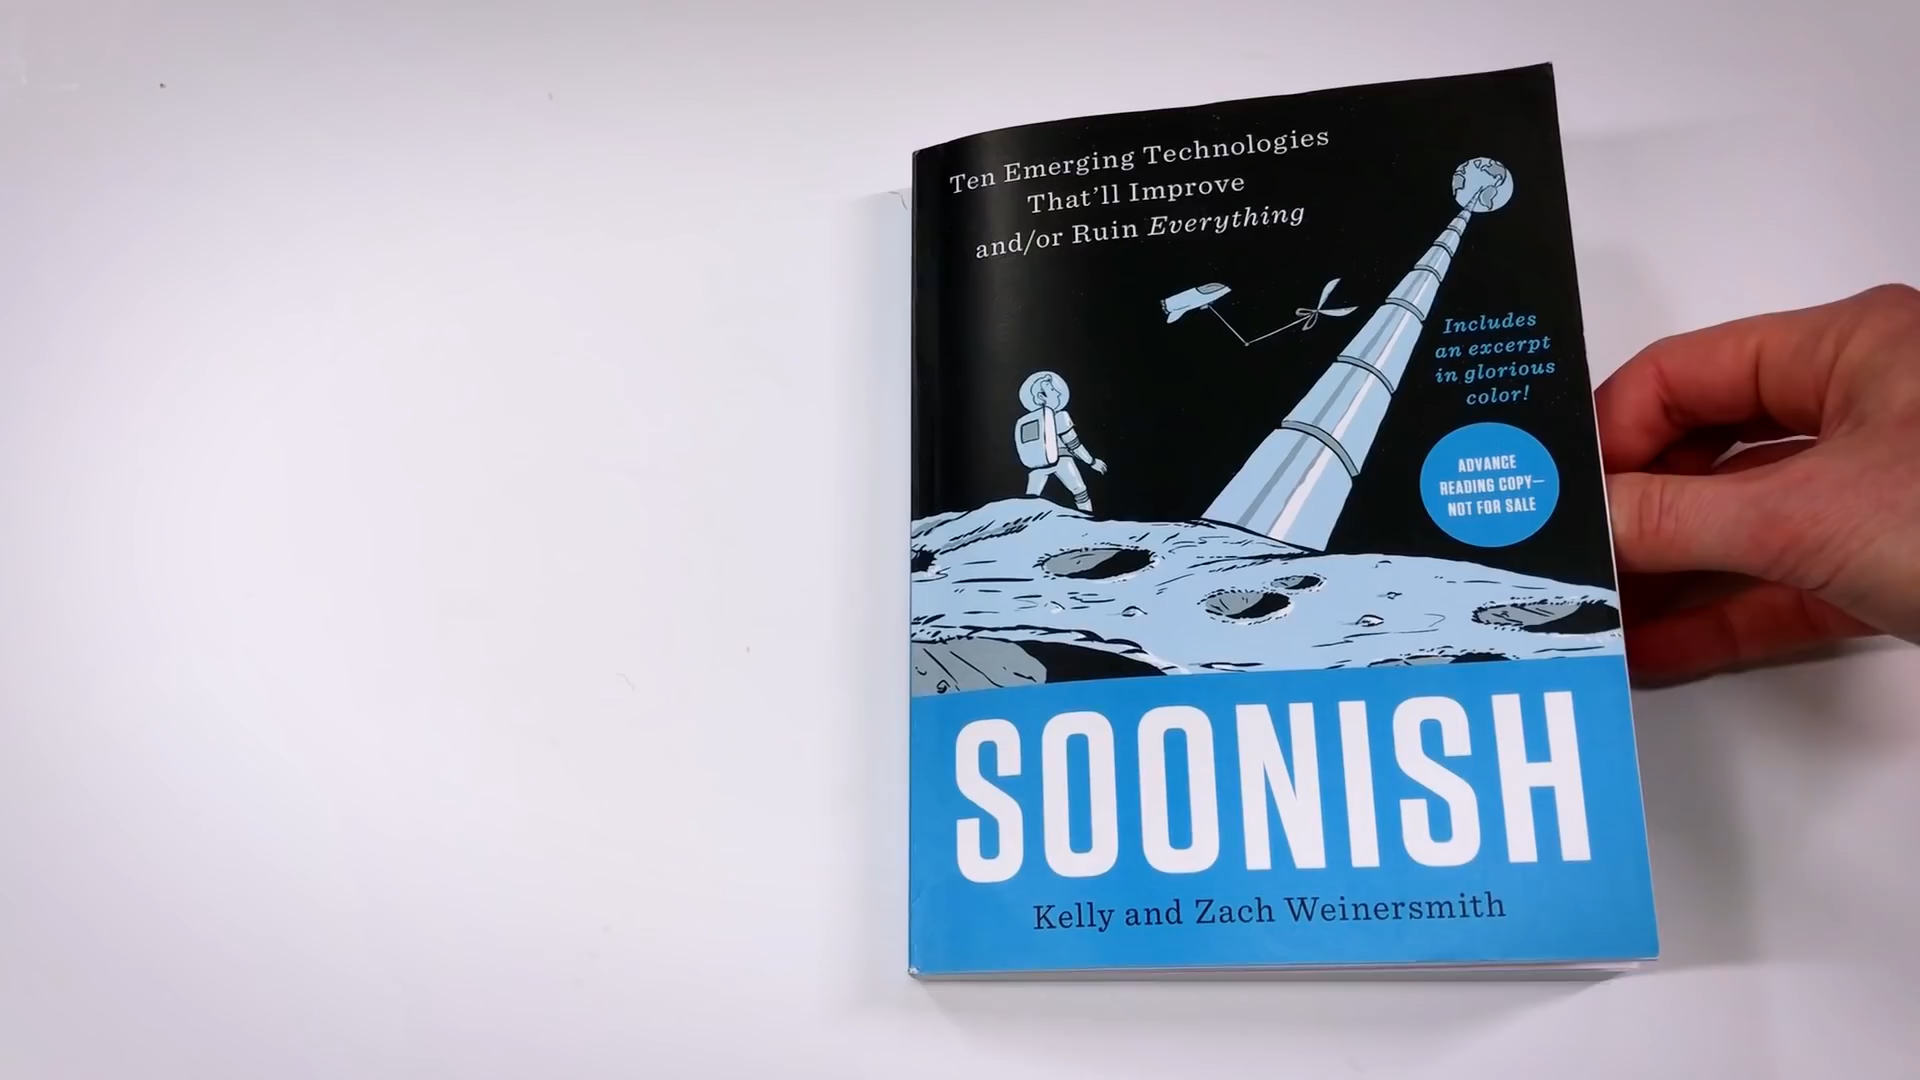 Ten Emerging Technologies
That'll Improve
and/or Ruin Everything
Includes
an excerpt
in glorious
color!
ADVANCE
READING COPY—
NOT FOR SALE
SOONISH
Kelly and Zach Weinersmith